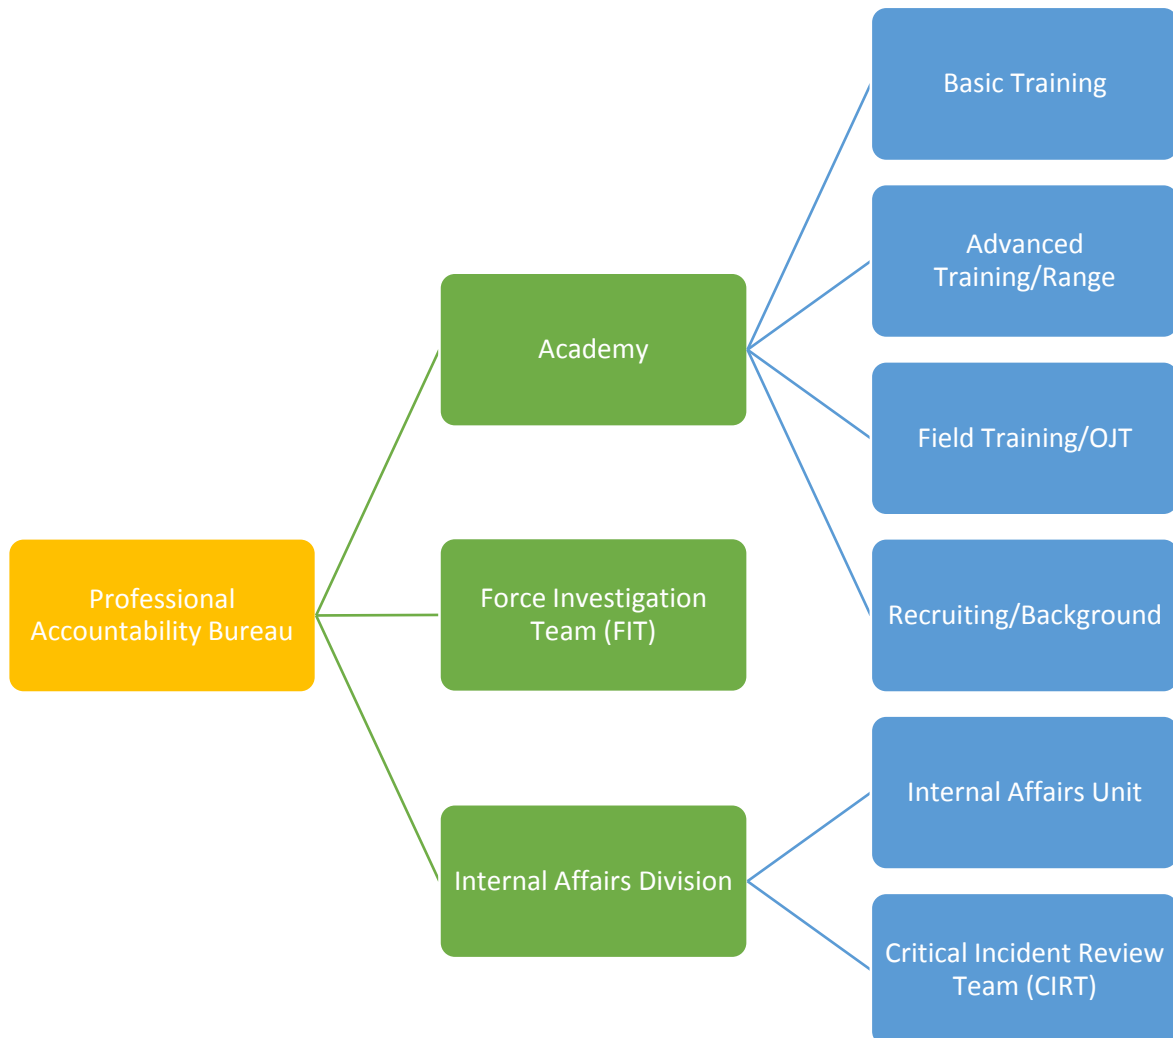 Basic Training
Advanced
Training/Range
Academy
Field Training/OJT
Professional
Accountability Bureau
Force Investigation
Team (FIT)
Recruiting/Background
Internal Affairs Unit
Internal Affairs Division
Critical Incident Review
Team (CIRT)